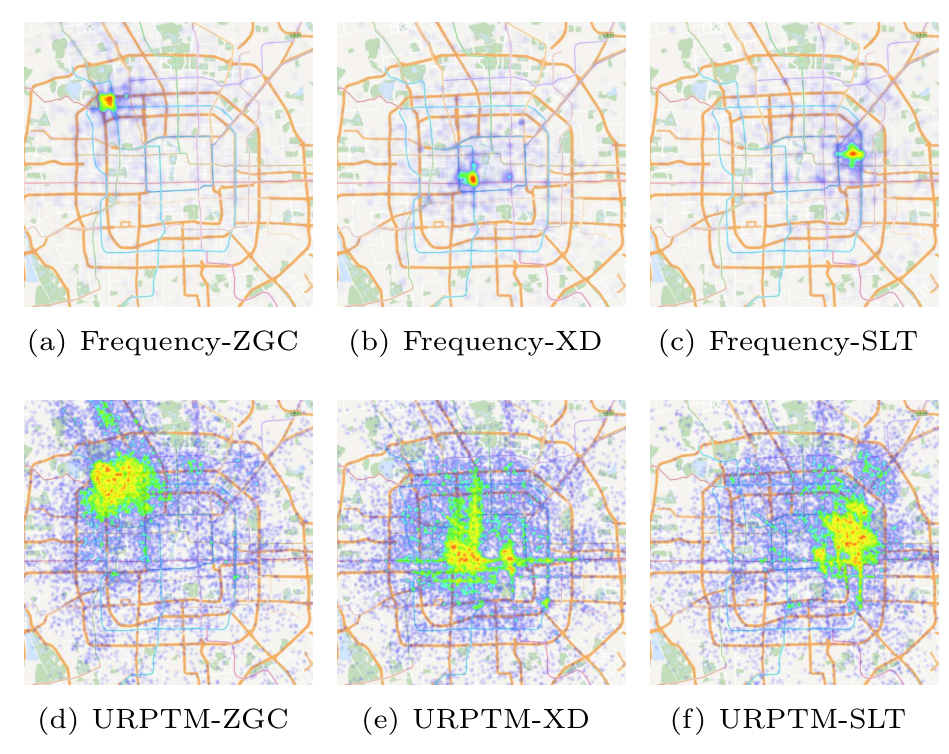 (a) Frequency-ZGC
(b) Frequency-XD
(c) Frequency-SLT
(d) URPTM-ZGC
(e) URPTM-XD
(f) URPTM-SLT